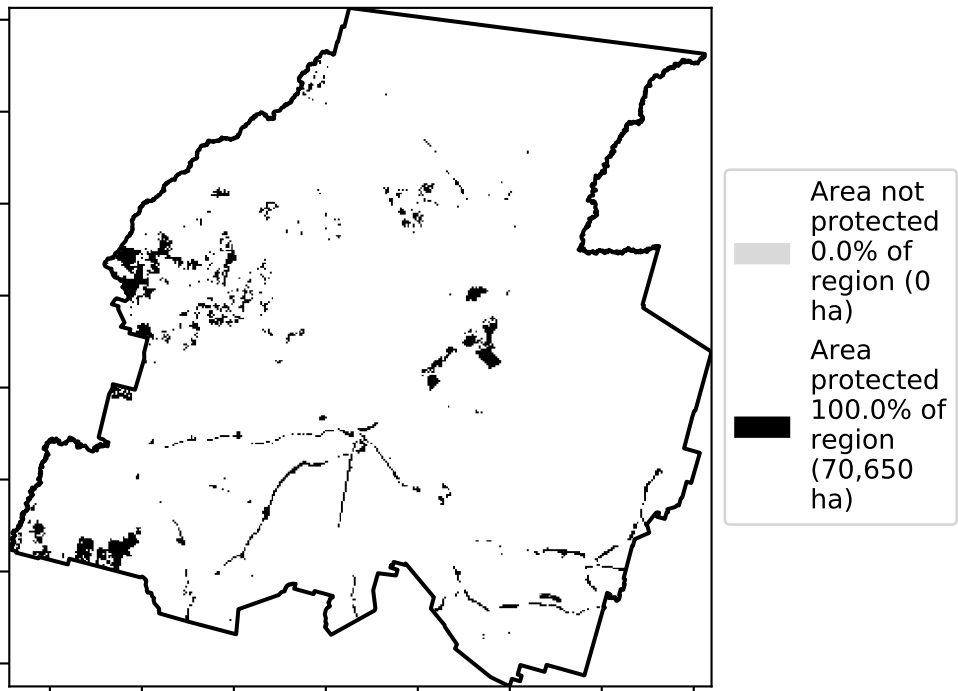 Area not
protected
0.0% of
region (0
ha)
Area
protected
100.0% of
region
(70,650
ha)